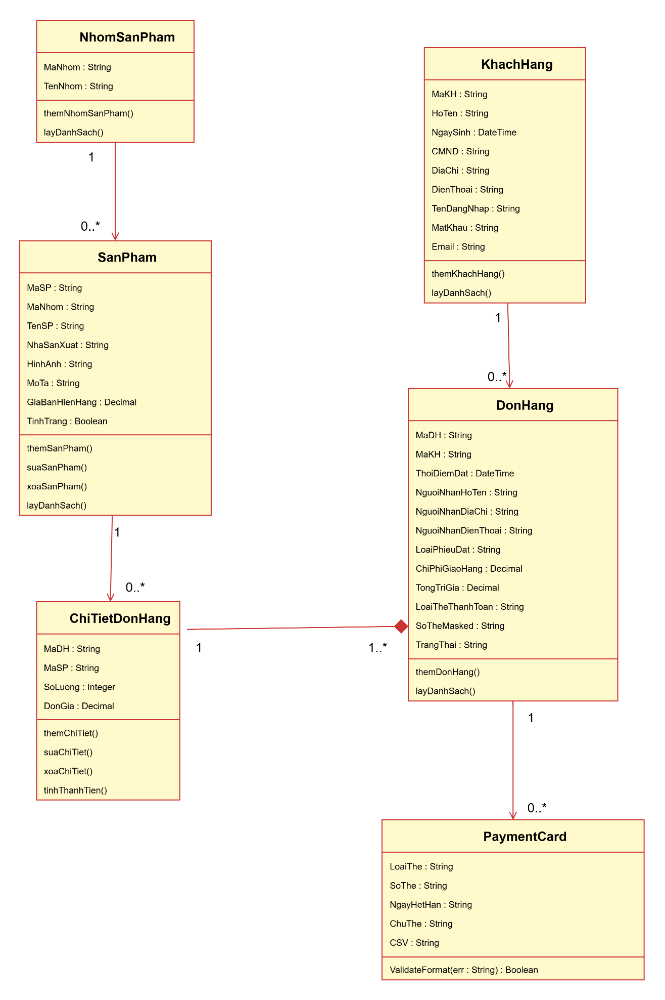 NhomSanPham
MaNhom : String
TenNhom : String
themNhomSanPham()
layDanhSach()
1
0..*
SanPham
MaSP : String
MaNhom : String
TenSP : String
NhaSanXuat : String
HinhAnh : String
MoTa : String
GiaBanHienHang : Decimal
TinhTrang : Boolean
themSanPham()
suaSanPham()
xoaSanPham()
layDanhSach()
1
0..*
ChiTietDonHang
MaDH : String
MaSP : String
SoLuong : Integer
DonGia : Decimal
themChiTiet()
suaChiTiet()
xoaChiTiet()
tinhThanhTien()
1
1..*
KhachHang
MaKH : String
HoTen : String
NgaySinh : DateTime
CMND : String
DiaChi : String
DienThoai : String
TenDangNhap : String
MatKhau : String
Email : String
themKhachHang()
layDanhSach()
1
0..*
DonHang
MaDH : String
MaKH : String
ThoiDiemDat : DateTime
NguoiNhanHoTen : String
NguoiNhanDiaChi : String
NguoiNhanDienThoai : String
LoaiPhieuDat : String
ChiPhiGiaoHang : Decimal
TongTriGia : Decimal
LoaiTheThanhToan : String
SoTheMasked : String
TrangThai : String
themDonHang()
layDanhSach()
1
0..*
PaymentCard
LoaiThe : String
SoThe : String
NgayHetHan : String
ChuThe : String
CSV : String
ValidateFormat(err : String) : Boolean